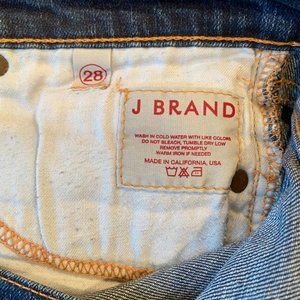 28
J BRAND
WASH IN COLD WATER WITH LIKE COLORS
DO NOT BLEACH, TUMBLE DRY LOW
REMOVE PROMPTLY
WARM IRON IF NEEDED
MADE IN CALIFORNIA, USA